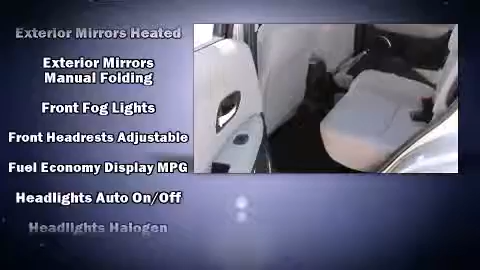 Exterior Mirrors Heated
Exterior Mirrors
Manual Folding
Front Fog Lights
Front Headrests Adjustable
Fuel Economy Display MPG
Headlights Auto On/Off
Headlights Halogen